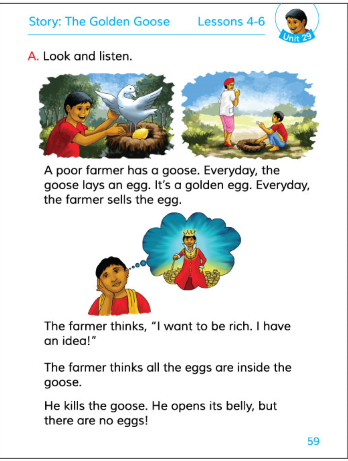 Story: The Golden Goose Lessons 4-6
Unit 29
A. Look and listen.
A poor farmer has a goose. Everyday, the
goose lays an egg. It's a golden egg. Everyday,
the farmer sells the egg.
The farmer thinks, "I want to be rich. I have
an idea!"
The farmer thinks all the eggs are inside the
goose.
He kills the goose. He opens its belly, but
there are no eggs!
59